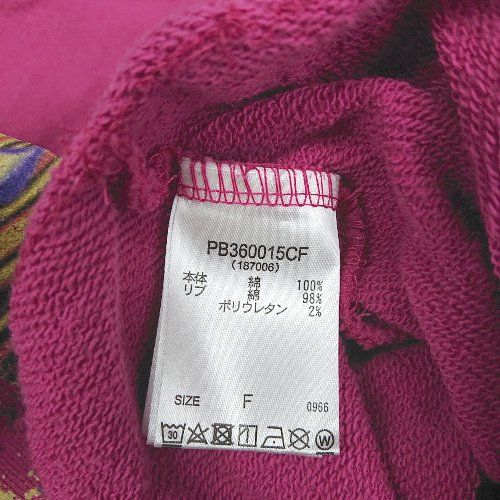 PB360015CF
(187006)
本体 綿 100%
リブ 綿 98%
ポリウレタン 2%
SIZE F 0966
30 W